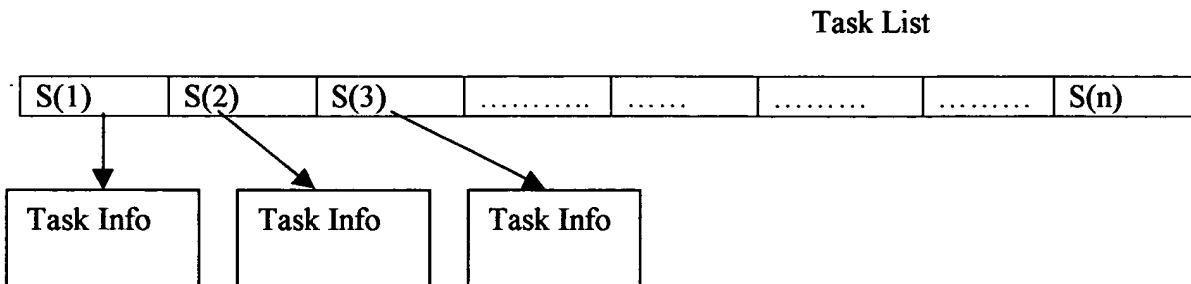 Task List
S(1) S(2) S(3) ........... ...... ......... ......... S(n)
Task Info Task Info Task Info